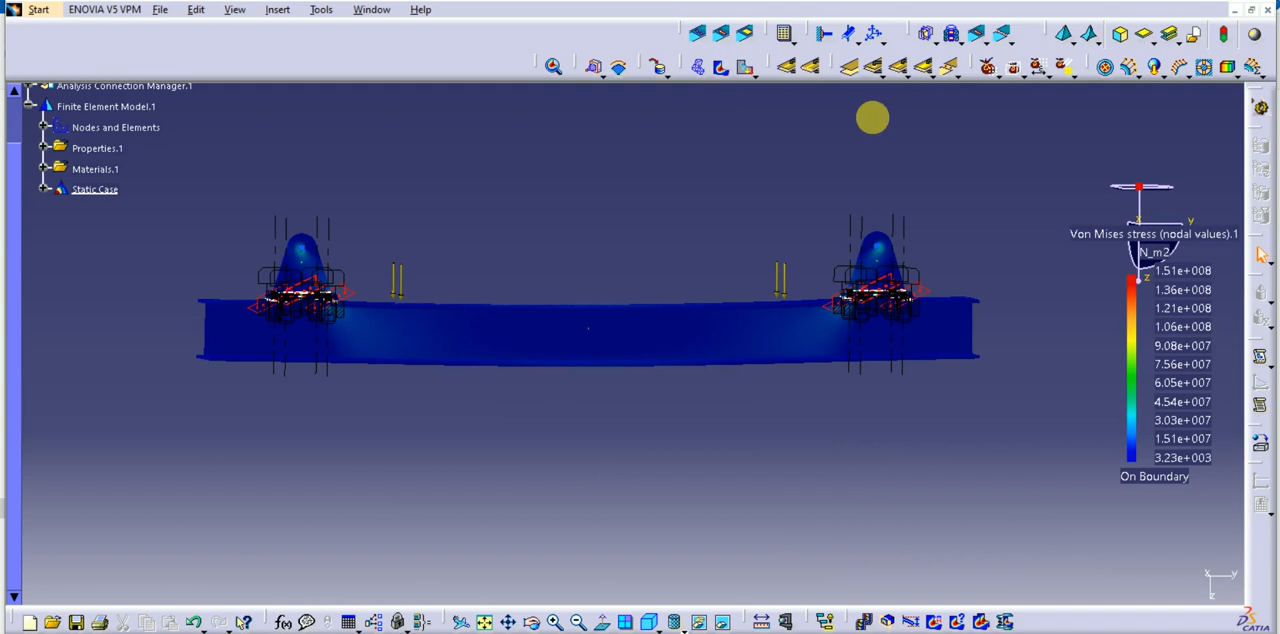 Start ENOVIA V5 VPM File Edit View Insert Tools Window Help
Analysis Connection Manager.1
Finite Element Model.1
Nodes and Elements
Properties.1
Materials.1
Static Case
y
Von Mises stress (nodal values).1
N_m2
z
1.51e+008
1.36e+008
1.21e+008
1.06e+008
9.08e+007
7.56e+007
6.05e+007
4.54e+007
3.03e+007
1.51e+007
3.23e+003
On Boundary
x y
z
f(x)
CATIA